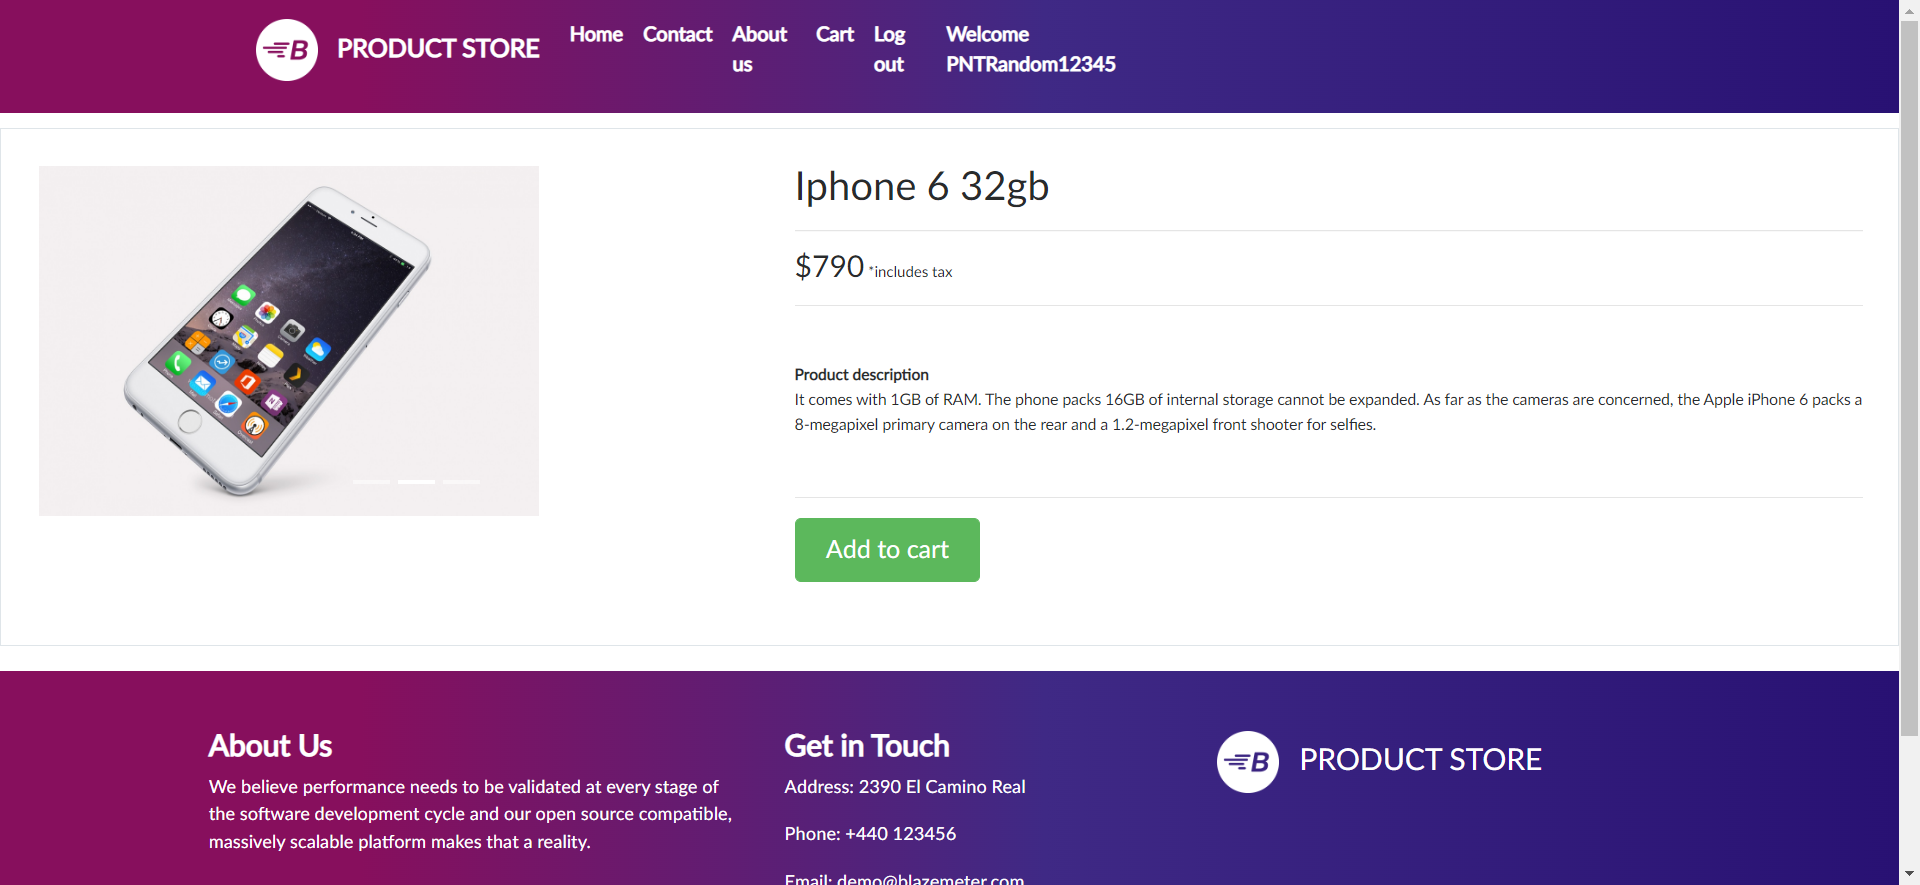 B PRODUCT STORE
Home Contact About us Cart Log out Welcome PNTRandom12345
Iphone 6 32gb
$790 *includes tax
Product description
It comes with 1GB of RAM. The phone packs 16GB of internal storage cannot be expanded. As far as the cameras are concerned, the Apple iPhone 6 packs a
8-megapixel primary camera on the rear and a 1.2-megapixel front shooter for selfies.
Add to cart
About Us
We believe performance needs to be validated at every stage of
the software development cycle and our open source compatible,
massively scalable platform makes that a reality.
Get in Touch
Address: 2390 El Camino Real
Phone: +440 123456
Email: demo@blazemeter.com
B PRODUCT STORE